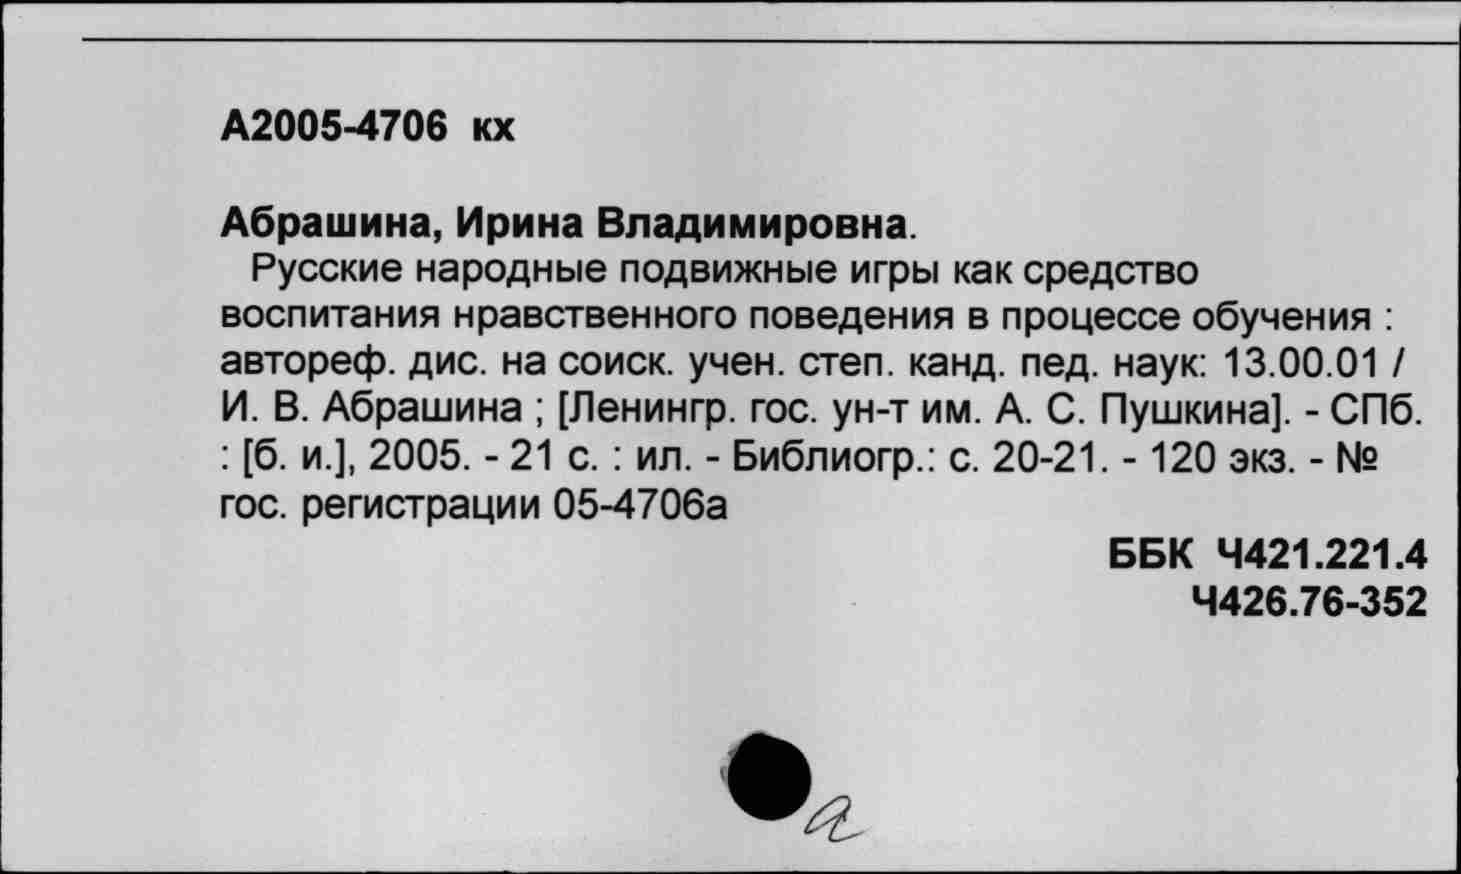 А2005-4706 кх
Абрашина, Ирина Владимировна.
Русские народные подвижные игры как средство
воспитания нравственного поведения в процессе обучения :
автореф. дис. на соиск. учен. степ. канд. пед. наук: 13.00.01 /
И. В. Абрашина ; [Ленингр. гос. ун-т им. А. С. Пушкина]. - СПб.
: [б. и.], 2005. - 21 с. : ил. - Библиогр.: с. 20-21. - 120 экз. - №
гос. регистрации 05-4706а
ББК Ч421.221.4
Ч426.76-352
а